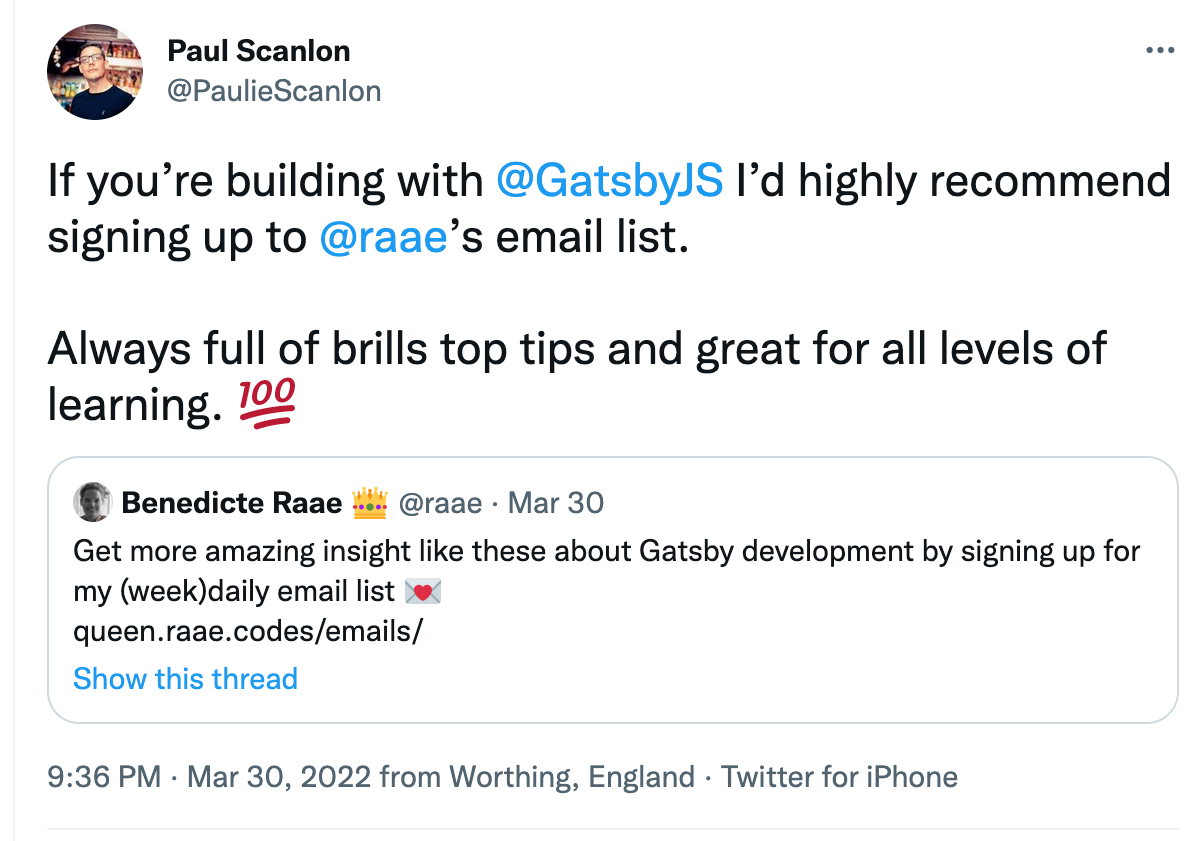 Paul Scanlon
@PaulieScanlon
If you’re building with @GatsbyJS I’d highly recommend
signing up to @raae’s email list.
Always full of brills top tips and great for all levels of
learning. 💯
Benedicte Raae 👑 @raae · Mar 30
Get more amazing insight like these about Gatsby development by signing up for
my (week)daily email list 💌
queen.raae.codes/emails/
Show this thread
9:36 PM · Mar 30, 2022 from Worthing, England · Twitter for iPhone